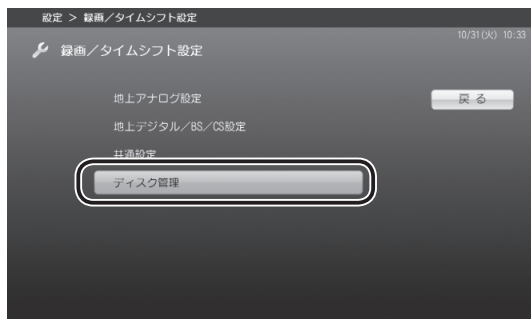 設定 > 録画／タイムシフト設定
10/31(火) 10:33
録画／タイムシフト設定
地上アナログ設定
戻る
地上デジタル／BS／CS設定
共通設定
ディスク管理